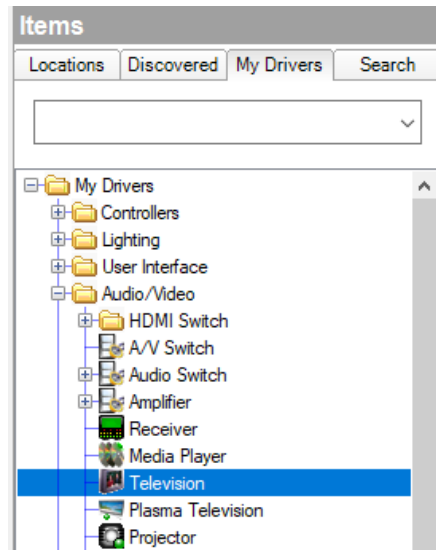 Items
Locations Discovered My Drivers Search
My Drivers
Controllers
Lighting
User Interface
Audio/Video
HDMI Switch
A/V Switch
Audio Switch
Amplifier
Receiver
Media Player
Television
Plasma Television
Projector